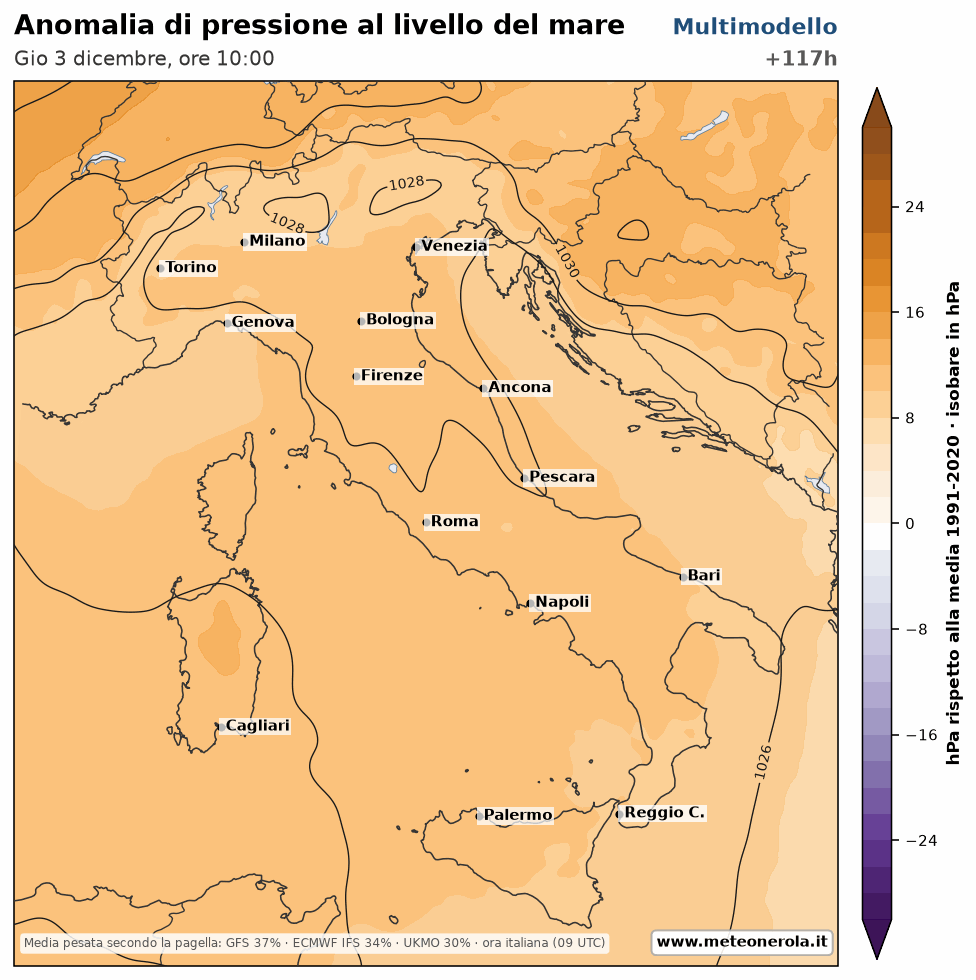 Anomalia di pressione al livello del mare
Multimodello
Gio 3 dicembre, ore 10:00
+117h
1028
1028
Milano
Venezia
1030
Torino
Genova
Bologna
Firenze
Ancona
Pescara
Roma
Bari
Napoli
Cagliari
1026
Palermo
Reggio C.
24
16
8
0
−8
−16
−24
hPa rispetto alla media 1991-2020 · isobare in hPa
Media pesata secondo la pagella: GFS 37% · ECMWF IFS 34% · UKMO 30% · ora italiana (09 UTC)
www.meteonerola.it